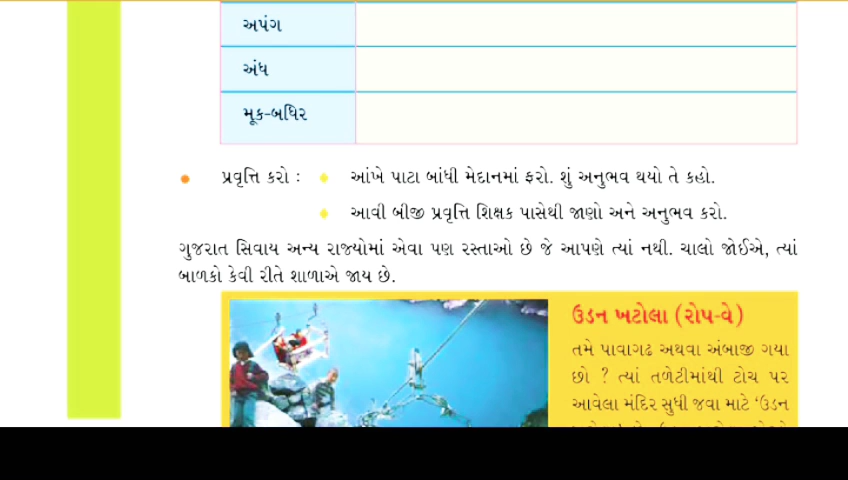 અપંગ
અંધ
મૂક-બધિર
પ્રવૃત્તિ કરો : આંખે પાટા બાંધી મેદાનમાં ફરો. શું અનુભવ થયો તે કહો.
આવી બીજી પ્રવૃત્તિ શિક્ષક પાસેથી જાણો અને અનુભવ કરો.
ગુજરાત સિવાય અન્ય રાજ્યોમાં એવા પણ રસ્તાઓ છે જે આપણે ત્યાં નથી. ચાલો જોઈએ, ત્યાં
બાળકો કેવી રીતે શાળાએ જાય છે.
ઉડન ખટોલા (રોપ-વે)
તમે પાવાગઢ અથવા અંબાજી ગયા
છો ? ત્યાં તળેટીમાંથી ટોચ પર
આવેલા મંદિર સુધી જવા માટે ‘ઉડન